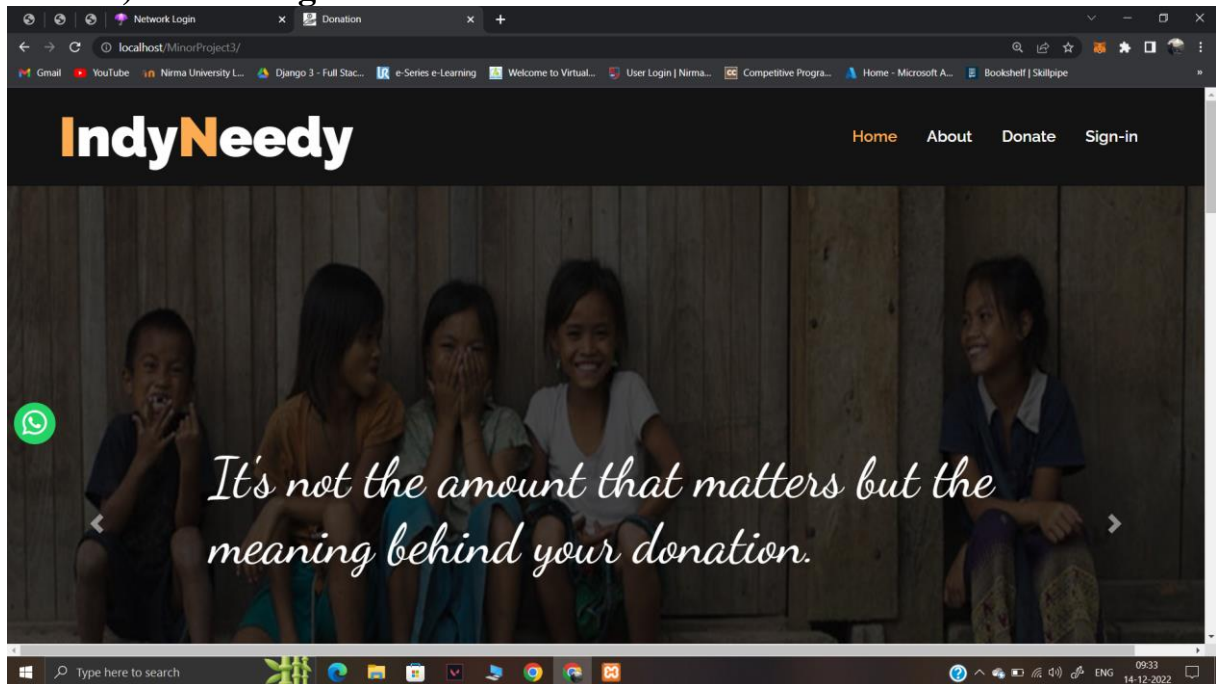 Network Login
Donation
localhost/MinorProject3/
Gmail
YouTube
Nirma University L...
Django 3 - Full Stac...
e-Series e-Learning
Welcome to Virtual...
User Login | Nirma...
Competitive Progra...
Home - Microsoft A...
Bookshelf | Skillpipe
IndyNeedy
Home
About
Donate
Sign-in
It's not the amount that matters but the
meaning behind your donation.
Type here to search
ENG
09:33
14-12-2022